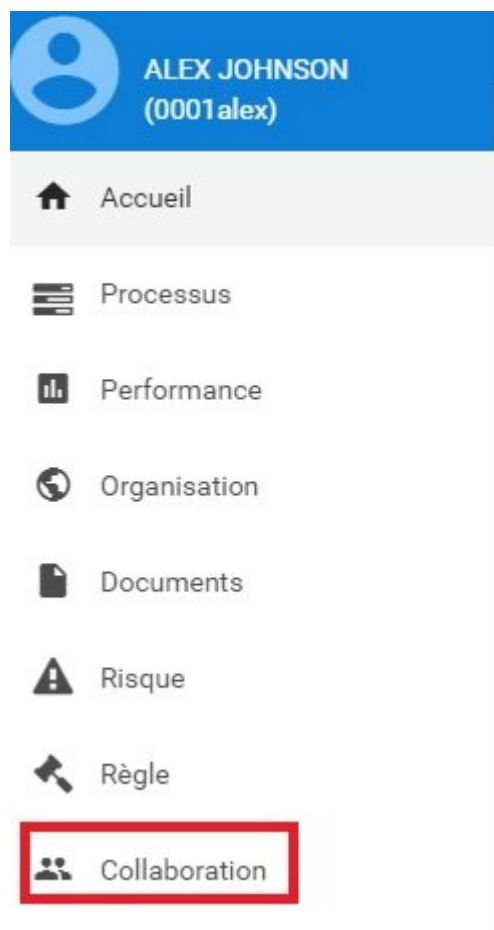 ALEX JOHNSON
(0001alex)
Accueil
Processus
Performance
Organisation
Documents
Risque
Règle
Collaboration